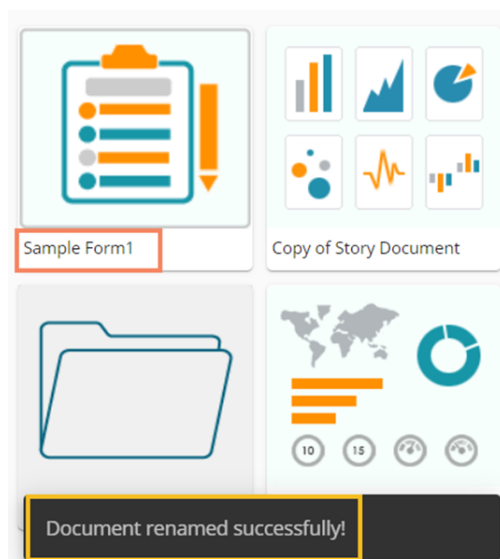 Sample Form1
Copy of Story Document
10
15
Document renamed successfully!